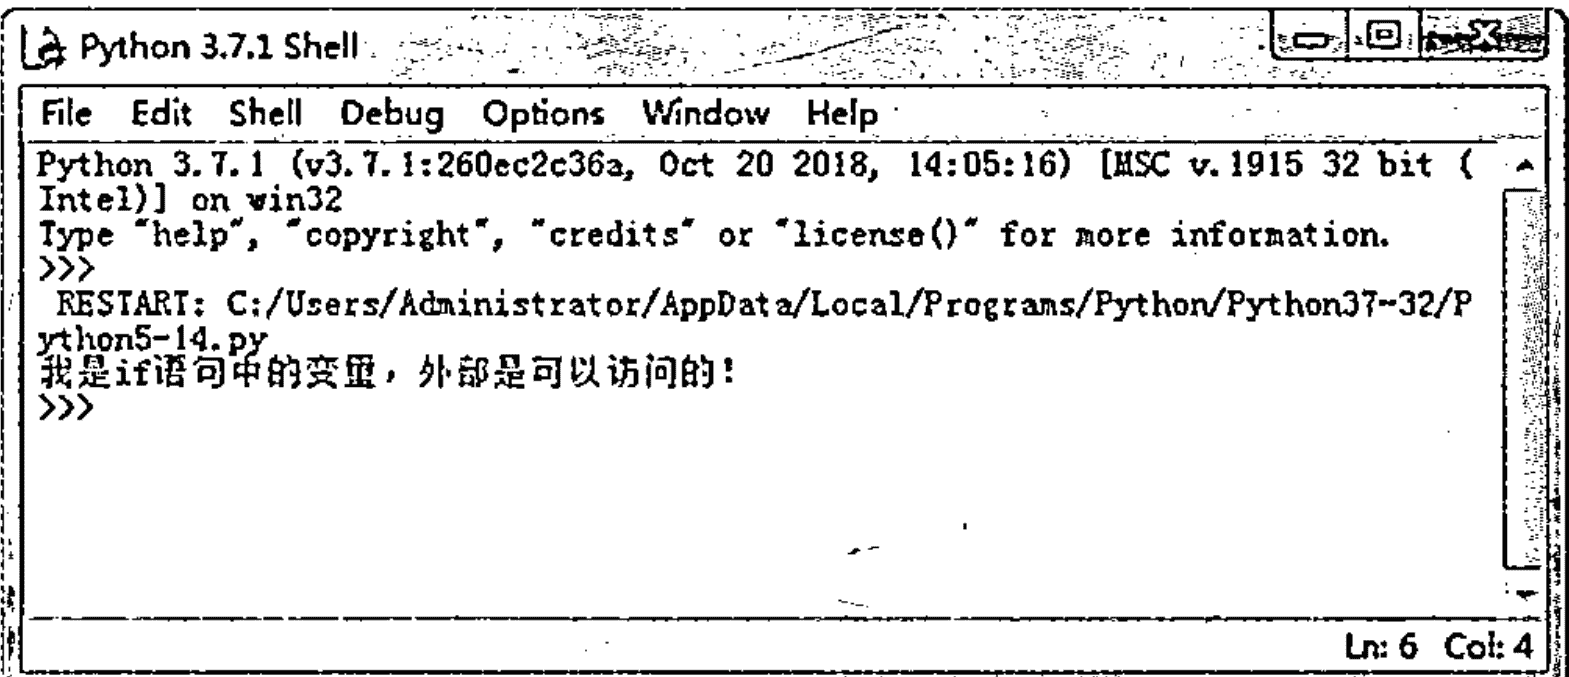 Python 3.7.1 Shell
File Edit Shell Debug Options Window Help
Python 3.7.1 (v3.7.1:260ec2c36a, Oct 20 2018, 14:05:16) [MSC v.1915 32 bit (
Intel)] on win32
Type "help", "copyright", "credits" or "license()" for more information.
>>>
RESTART: C:/Users/Administrator/AppData/Local/Programs/Python/Python37-32/P
ython5-14.py
我是if语句中的变量，外部是可以访问的！
>>>
Ln: 6 Col: 4